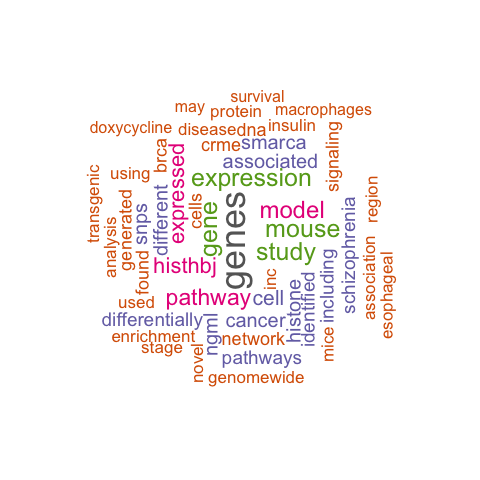 survival
may
protein
macrophages
doxycycline
disease
dna
insulin
crme
smarca
signaling
brca
using
associated
transgenic
expressed
expression
different
snps
generated
analysis
cells
gene
genes
model
mouse
study
region
schizophrenia
histhbj
found
inc
including
association
esophageal
used
pathway
cell
histone
identified
differentially
ngml
cancer
enrichment
network
mice
stage
novel
pathways
genomewide